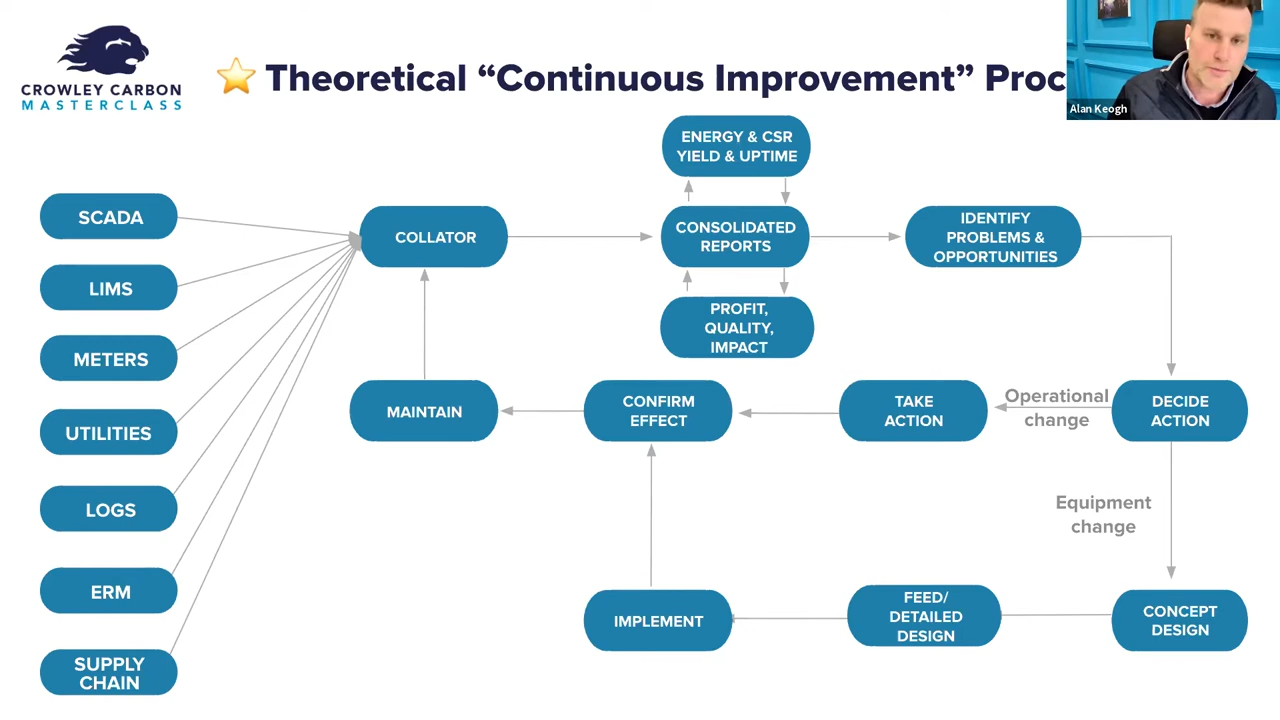 CROWLEY CARBON
MASTERCLASS
Theoretical “Continuous Improvement” Proc
Alan Keogh
ENERGY & CSR
YIELD & UPTIME
SCADA
COLLATOR
CONSOLIDATED
REPORTS
IDENTIFY
PROBLEMS &
OPPORTUNITIES
LIMS
PROFIT,
QUALITY,
IMPACT
METERS
MAINTAIN
CONFIRM
EFFECT
TAKE
ACTION
Operational
change
DECIDE
ACTION
UTILITIES
LOGS
Equipment
change
ERM
IMPLEMENT
FEED/
DETAILED
DESIGN
CONCEPT
DESIGN
SUPPLY
CHAIN